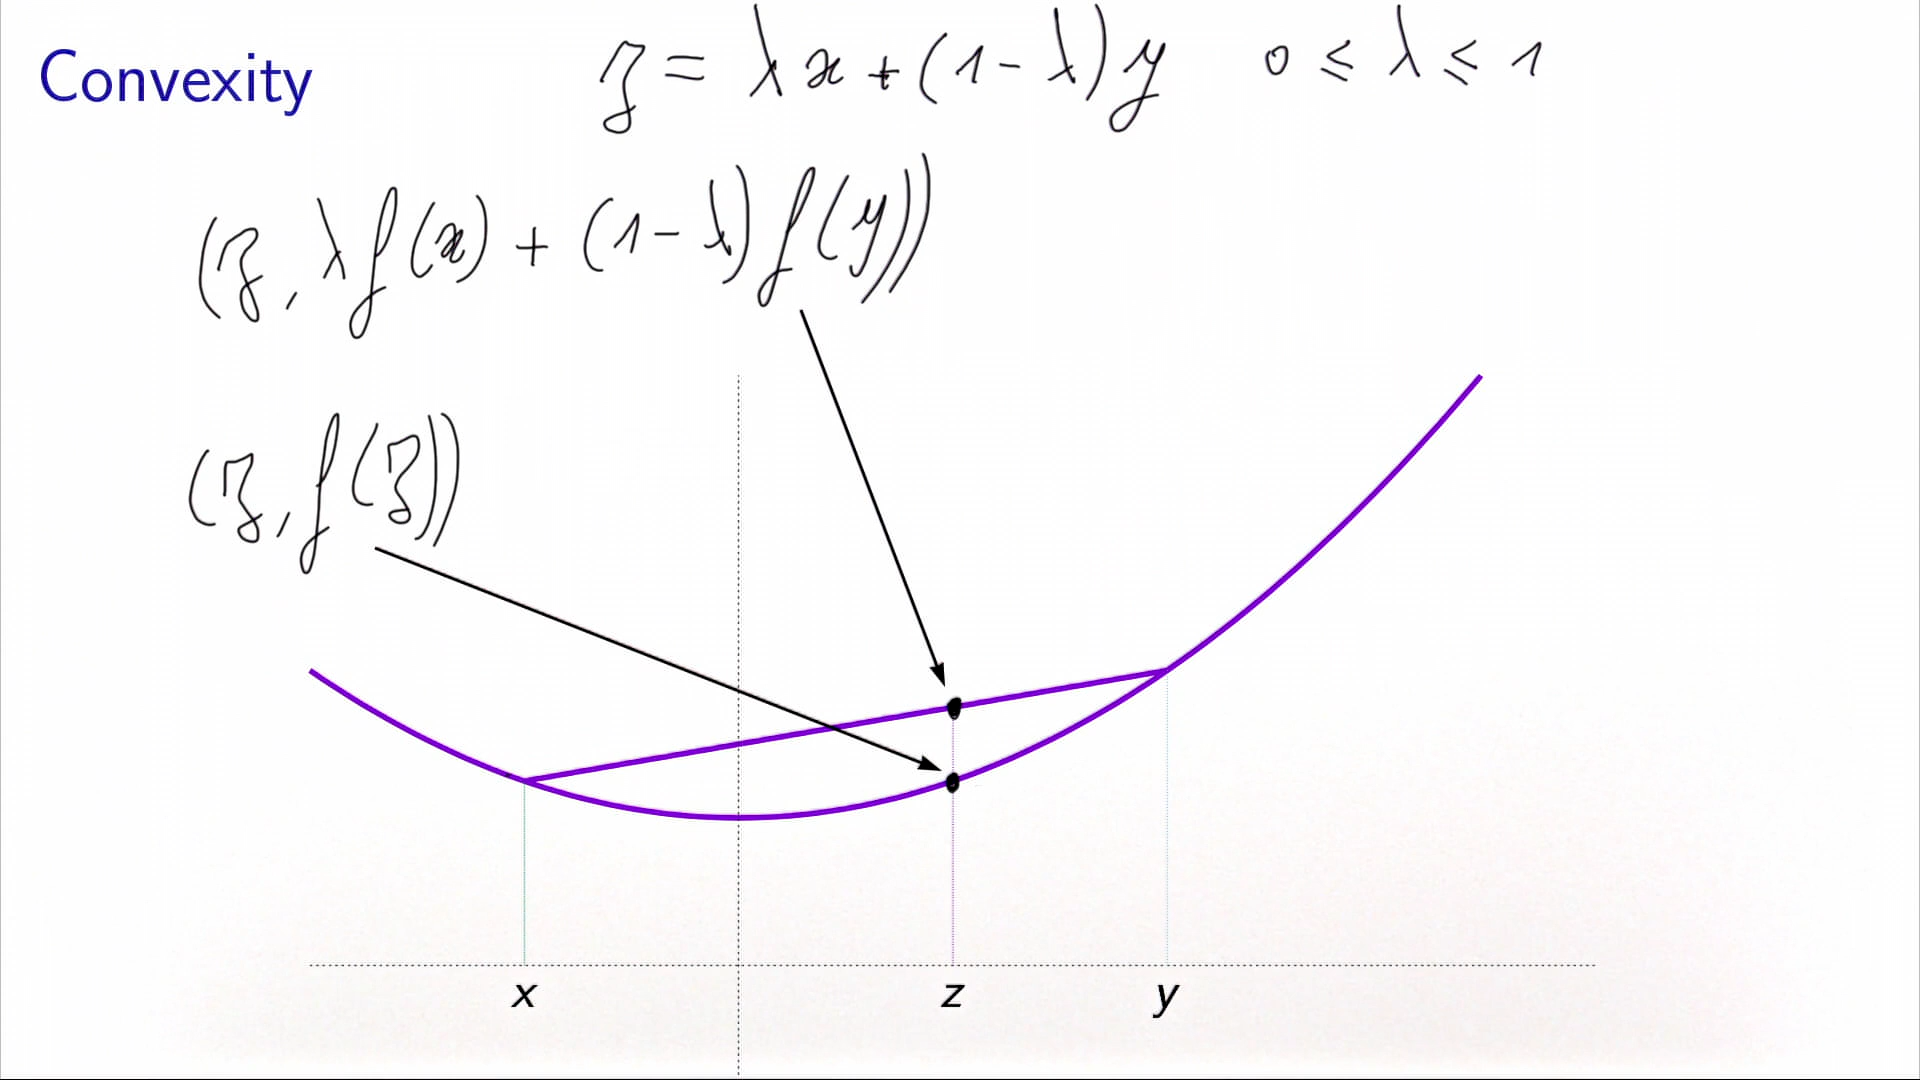 Convexity
z = λx + (1 - λ)y 0 ≤ λ ≤ 1
(z, λf(x) + (1 - λ)f(y))
(z, f(z))
x z y